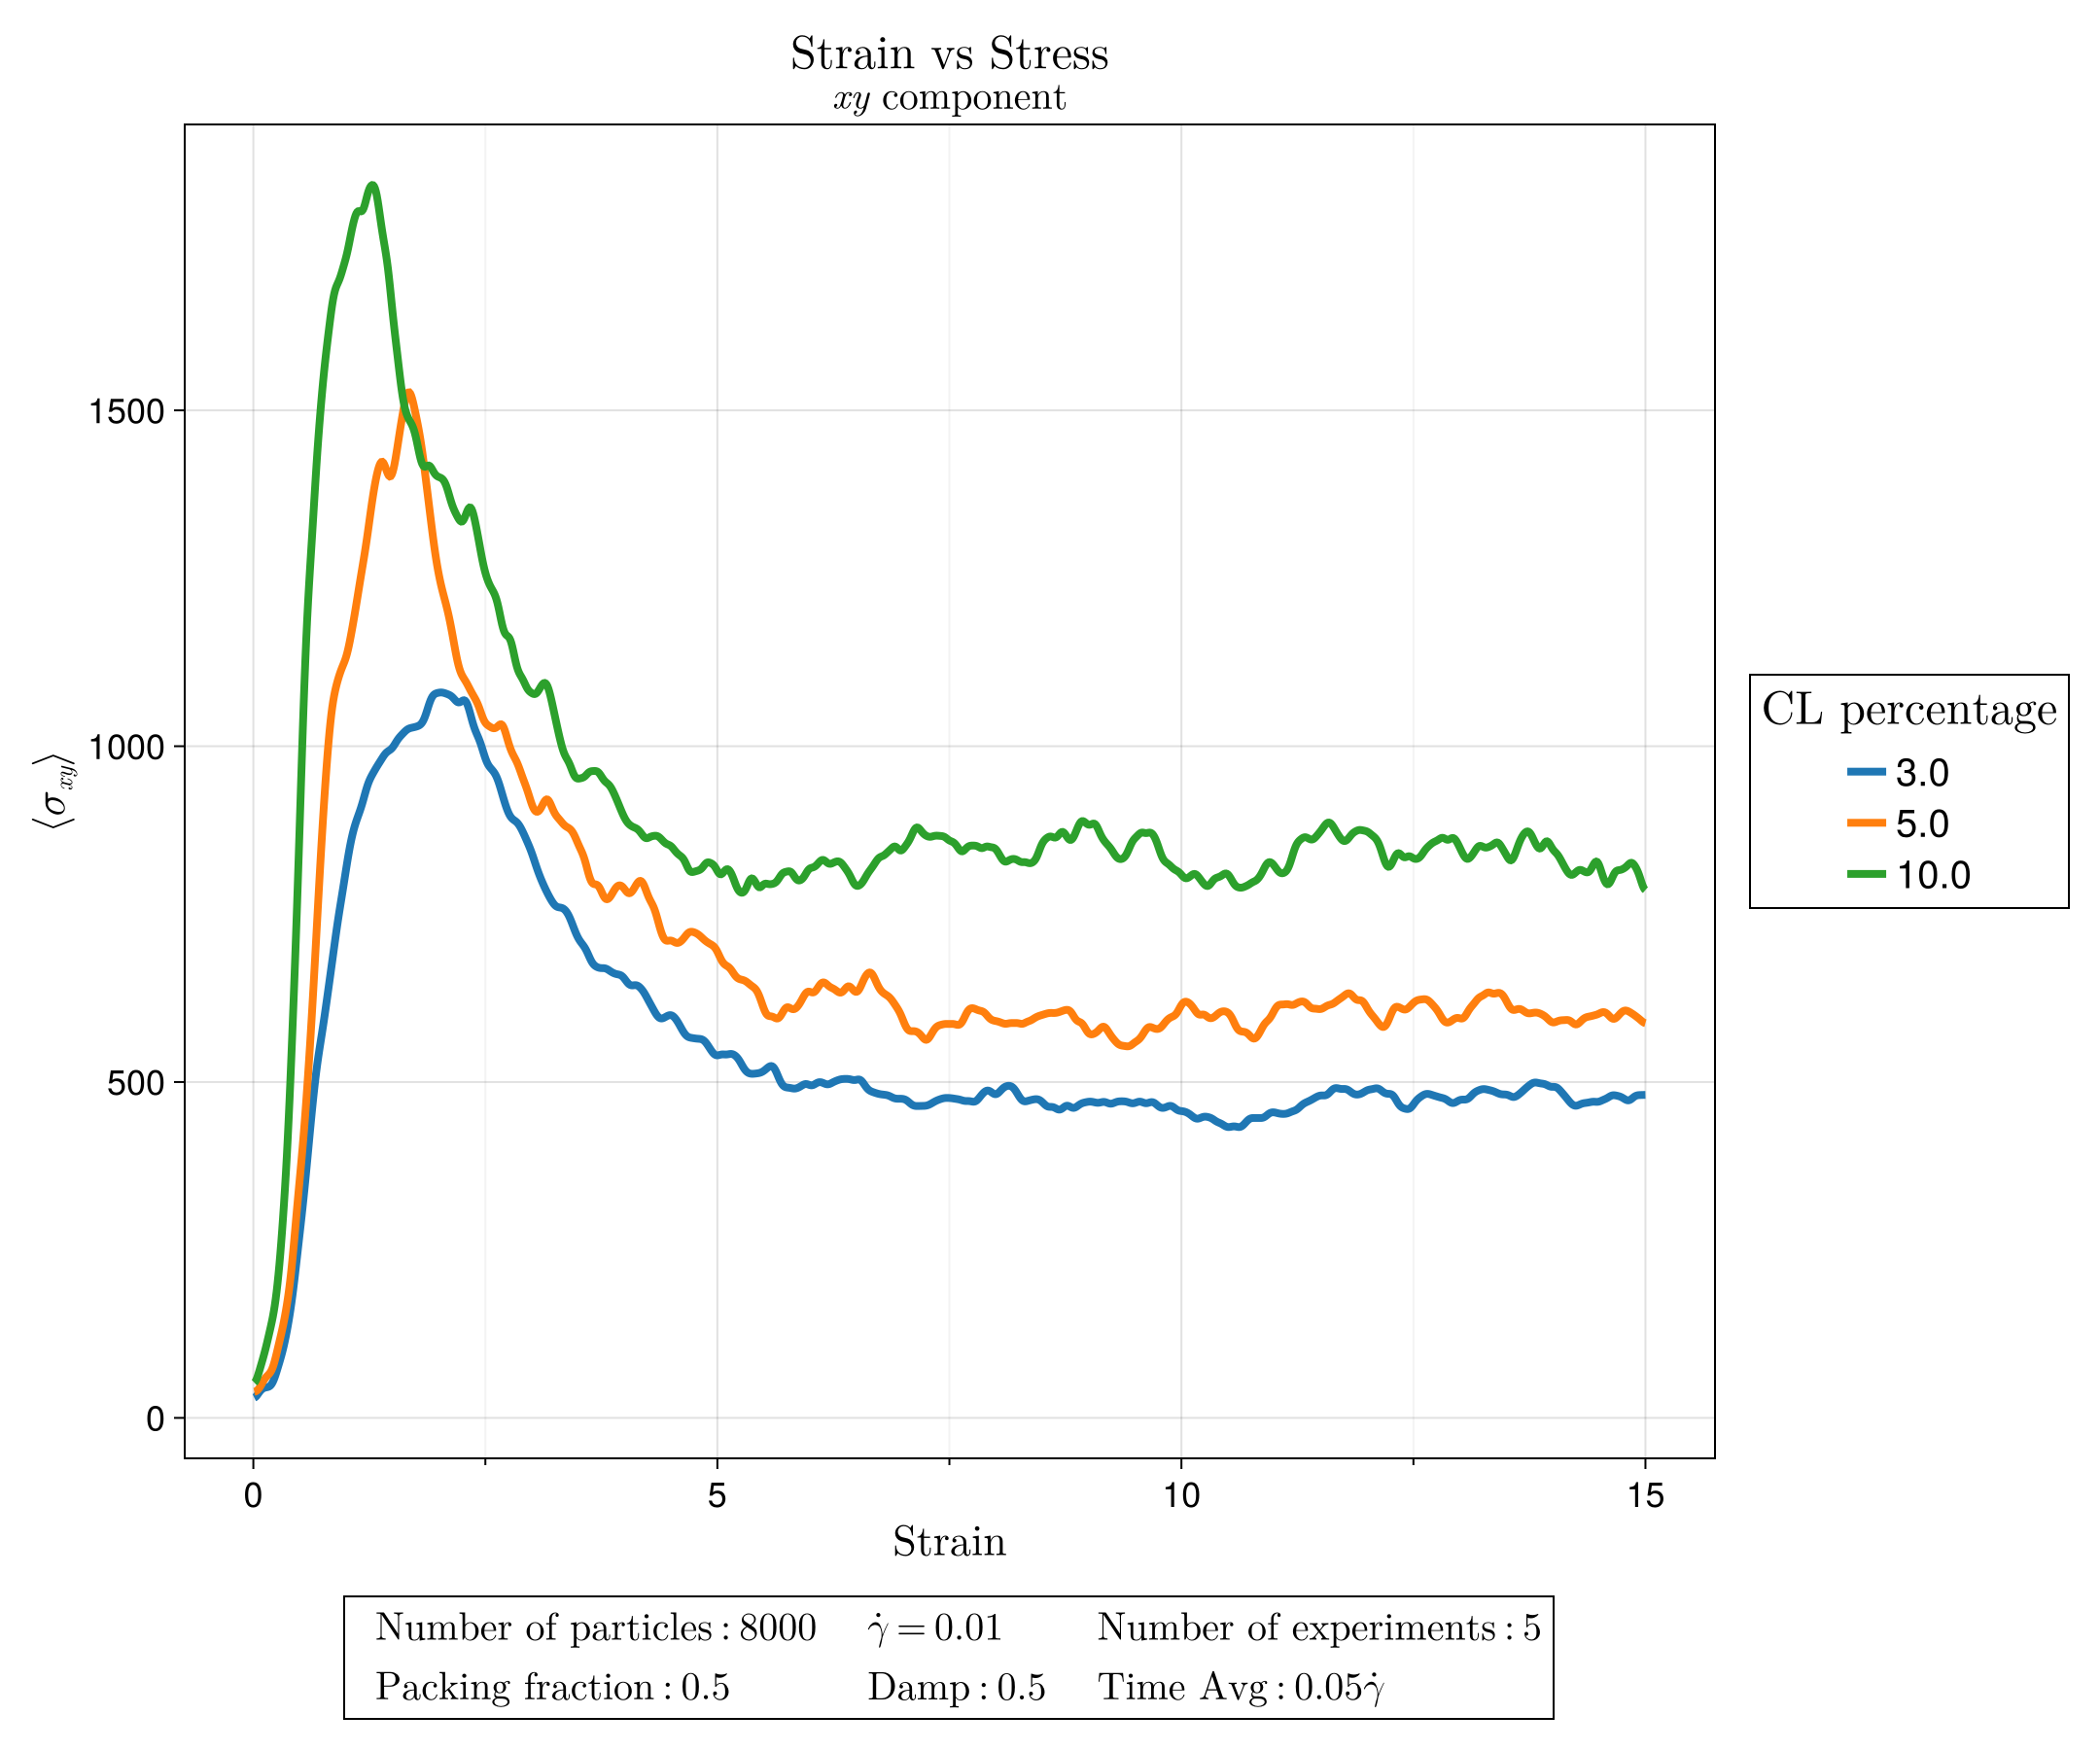 Strain vs Stress
xy component
⟨σxy⟩
1500
1000
500
0
0 5 10 15
Strain
CL percentage
3.0
5.0
10.0
Number of particles : 8000 γ̇ = 0.01 Number of experiments : 5
Packing fraction : 0.5 Damp : 0.5 Time Avg : 0.05γ̇